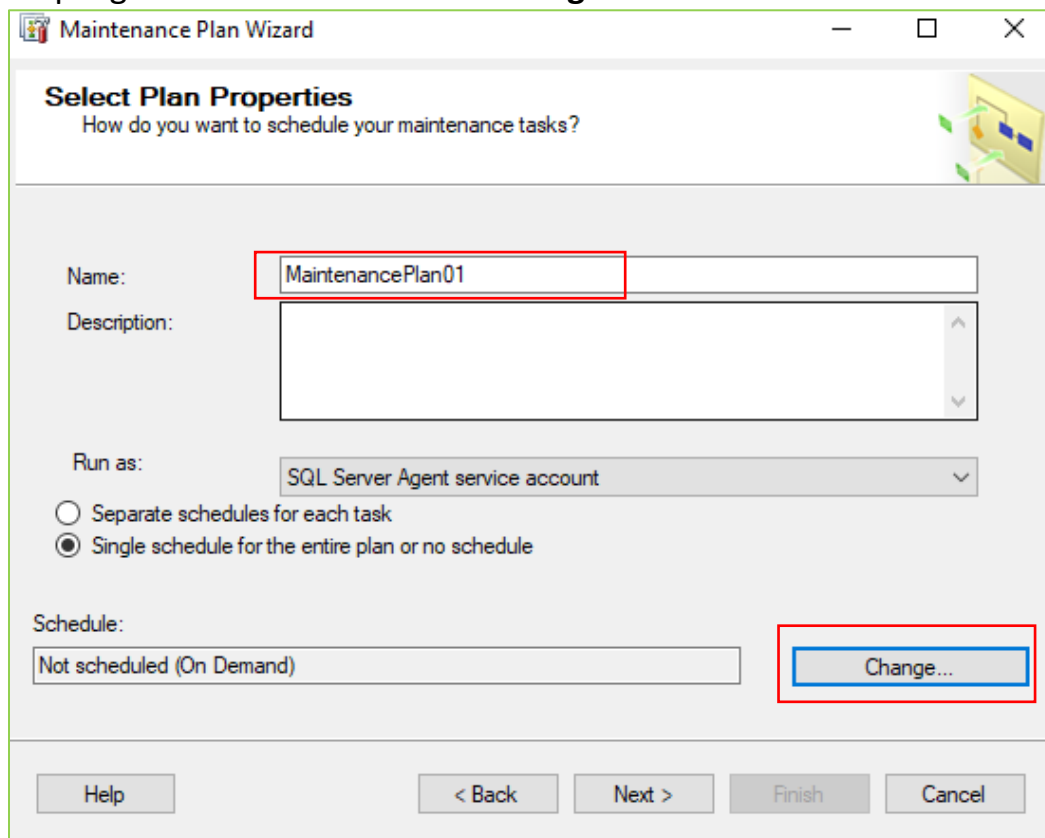 Maintenance Plan Wizard
Select Plan Properties
How do you want to schedule your maintenance tasks?
Name:
MaintenancePlan01
Description:
Run as:
SQL Server Agent service account
Separate schedules for each task
Single schedule for the entire plan or no schedule
Schedule:
Not scheduled (On Demand)
Change...
Help
< Back
Next >
Finish
Cancel